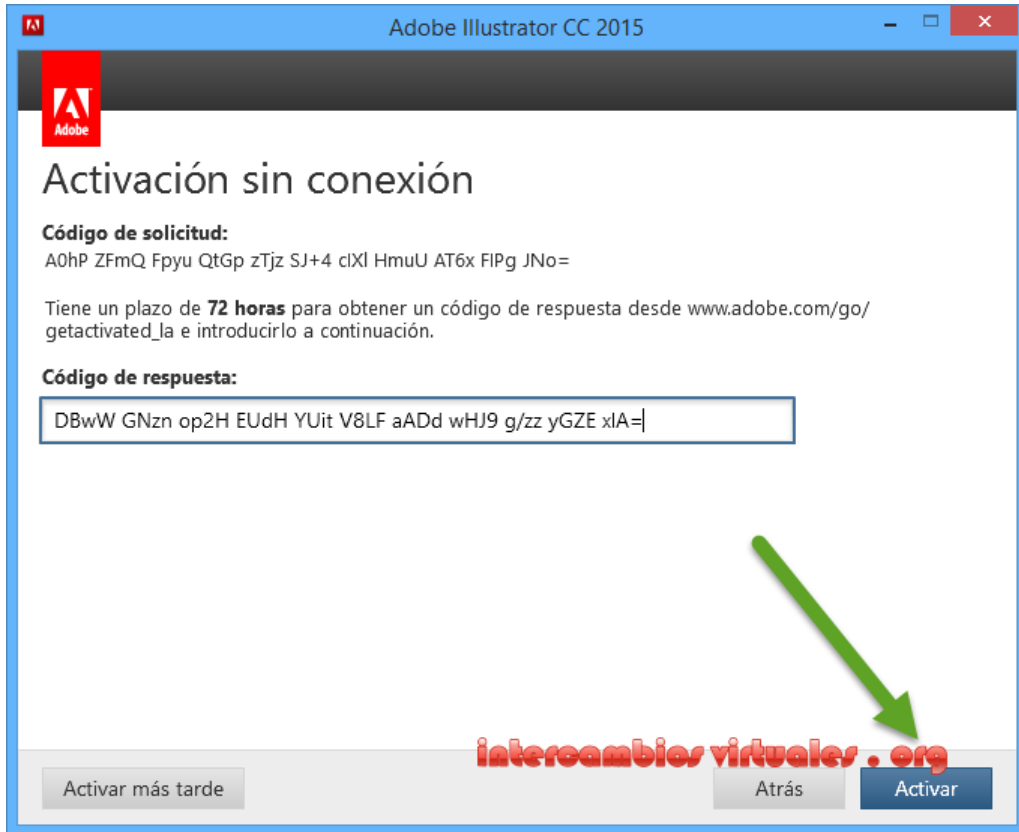 Adobe Illustrator CC 2015
Adobe
Activación sin conexión
Código de solicitud:
A0hP ZFmQ Fpyu QtGp zTjz SJ+4 cIXl HmuU AT6x FIPg JNo=
Tiene un plazo de 72 horas para obtener un código de respuesta desde www.adobe.com/go/
getactivated_la e introducirlo a continuación.
Código de respuesta:
DBwW GNzn op2H EUdH YUit V8LF aADd wHJ9 g/zz yGZE xIA=
intercambios virtuales . org
Activar más tarde
Atrás
Activar